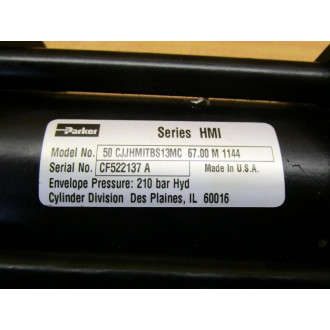 Parker
Series HMI
Model No. 50 CJJHMITBS13MC 67.00 M 1144
Serial No. CF522137 A Made In U.S.A.
Envelope Pressure: 210 bar Hyd
Cylinder Division Des Plaines, IL 60016